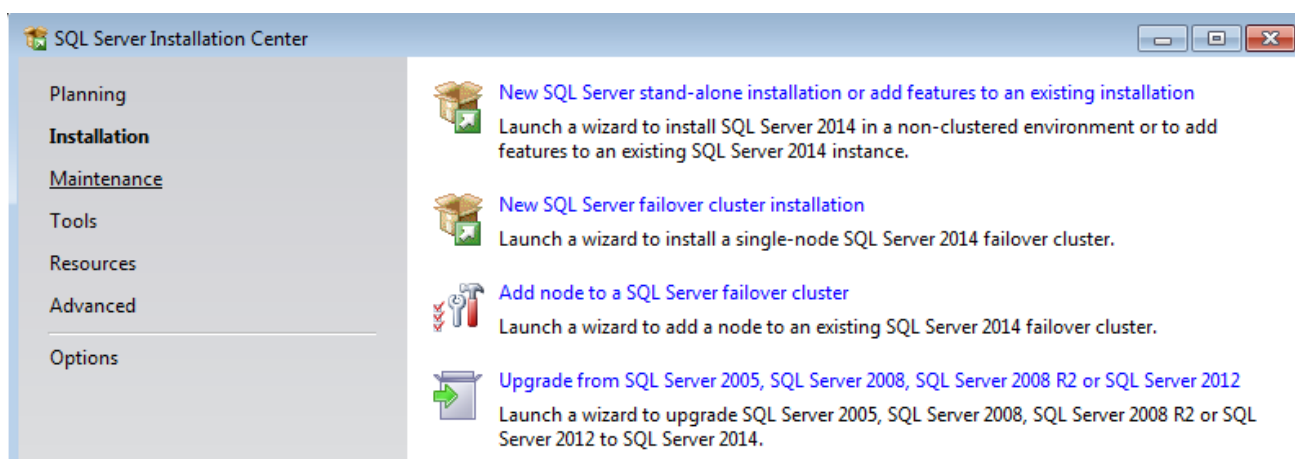 SQL Server Installation Center
Planning
Installation
Maintenance
Tools
Resources
Advanced
Options
New SQL Server stand-alone installation or add features to an existing installation
Launch a wizard to install SQL Server 2014 in a non-clustered environment or to add
features to an existing SQL Server 2014 instance.
New SQL Server failover cluster installation
Launch a wizard to install a single-node SQL Server 2014 failover cluster.
Add node to a SQL Server failover cluster
Launch a wizard to add a node to an existing SQL Server 2014 failover cluster.
Upgrade from SQL Server 2005, SQL Server 2008, SQL Server 2008 R2 or SQL Server 2012
Launch a wizard to upgrade SQL Server 2005, SQL Server 2008, SQL Server 2008 R2 or SQL
Server 2012 to SQL Server 2014.